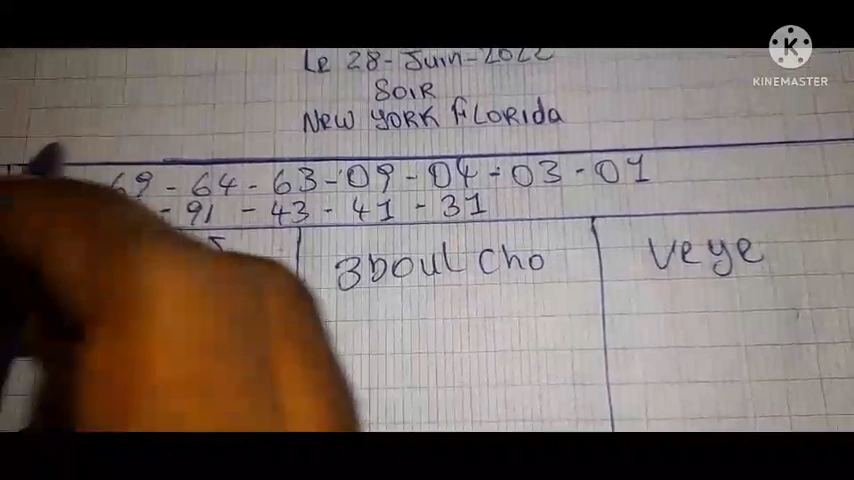 Le 28-Juin-2022
SOIR
NEW YORK FLORIDA
69 - 64 - 63 - 09 - 04 - 03 - 01
- 91 - 43 - 41 - 31
3boul cho
veye
KINEMASTER